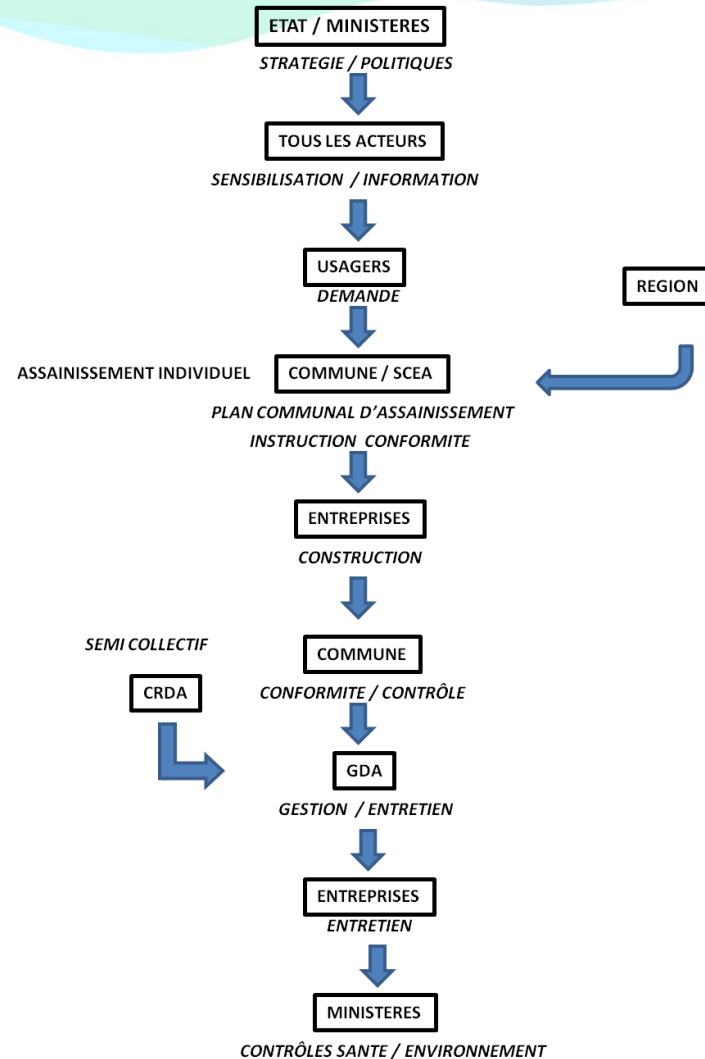 ETAT / MINISTERES
STRATEGIE / POLITIQUES
TOUS LES ACTEURS
SENSIBILISATION / INFORMATION
USAGERS
DEMANDE
REGION
ASSAINISSEMENT INDIVIDUEL
COMMUNE / SCEA
PLAN COMMUNAL D'ASSAINISSEMENT
INSTRUCTION CONFORMITE
ENTREPRISES
CONSTRUCTION
SEMI COLLECTIF
COMMUNE
CRDA
CONFORMITE / CONTRÔLE
GDA
GESTION / ENTRETIEN
ENTREPRISES
ENTRETIEN
MINISTERES
CONTRÔLES SANTE / ENVIRONNEMENT